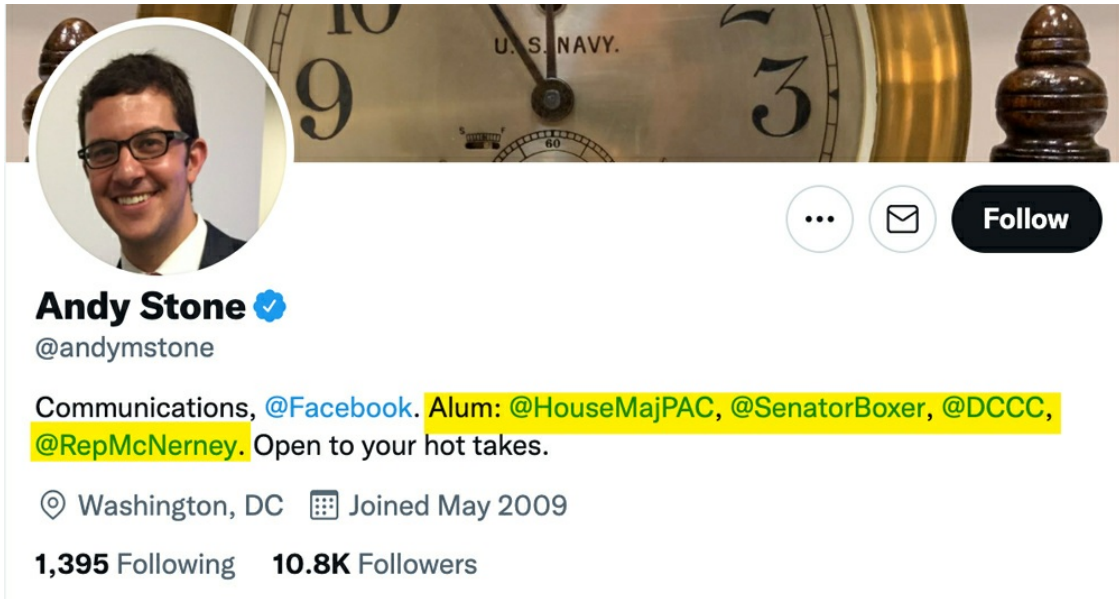 10
U. S. NAVY.
9
3
S F
60
Follow
Andy Stone
@andymstone
Communications, @Facebook. Alum: @HouseMajPAC, @SenatorBoxer, @DCCC,
@RepMcNerney. Open to your hot takes.
Washington, DC Joined May 2009
1,395 Following 10.8K Followers